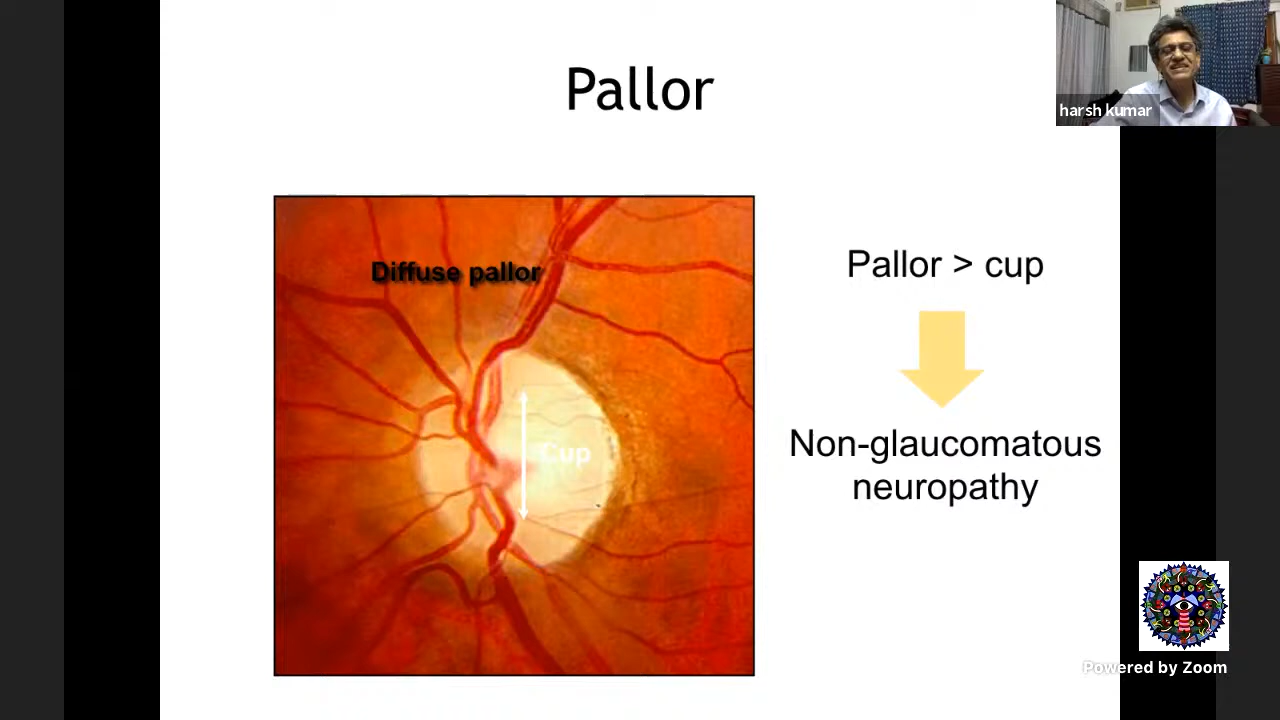 Pallor
harsh kumar
Diffuse pallor
Cup
Pallor > cup
Non-glaucomatous
neuropathy
Powered by Zoom